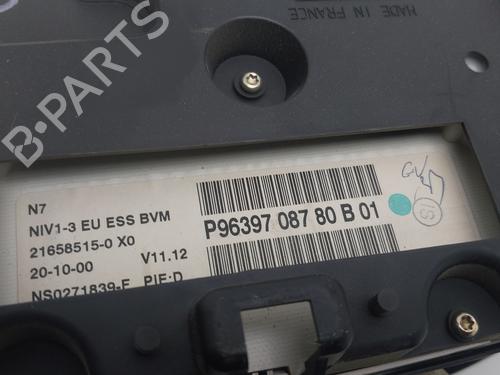 MADE IN FRANCE
B-PARTS
N7
NIV1-3 EU ESS BVM
21658515-0 X0
20-10-00 V11.12
NS0271839-F PIF:D
P96397 087 80 B 01
IS